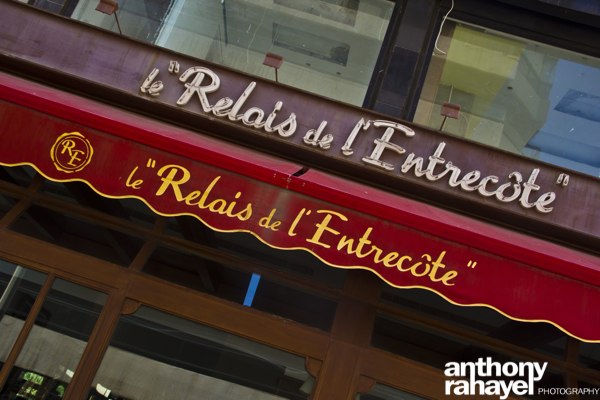 le "Relais de l'Entrecôte"
RE
le "Relais de l'Entrecôte"
anthony
rahayel PHOTOGRAPHY